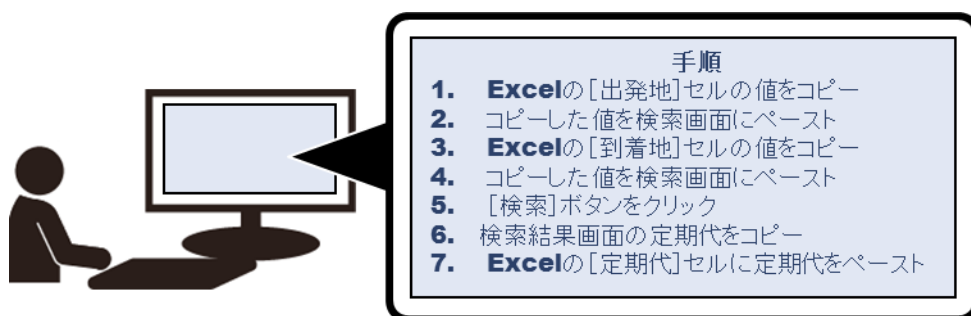 手順
1. Excelの[出発地]セルの値をコピー
2. コピーした値を検索画面にペースト
3. Excelの[到着地]セルの値をコピー
4. コピーした値を検索画面にペースト
5. [検索]ボタンをクリック
6. 検索結果画面の定期代をコピー
7. Excelの[定期代]セルに定期代をペースト